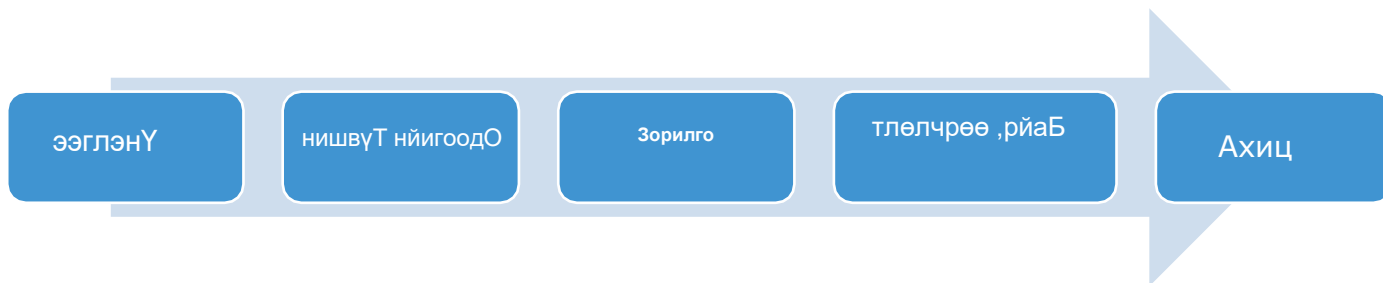 ээглэнҮ
нишвүТ нйигоодО
Зорилго
тлөлчрөө ,рйаБ
Ахиц